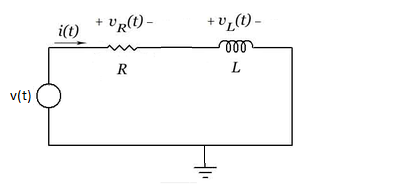 i(t)
+ v_R(t) –
+ v_L(t) –
R
L
v(t)